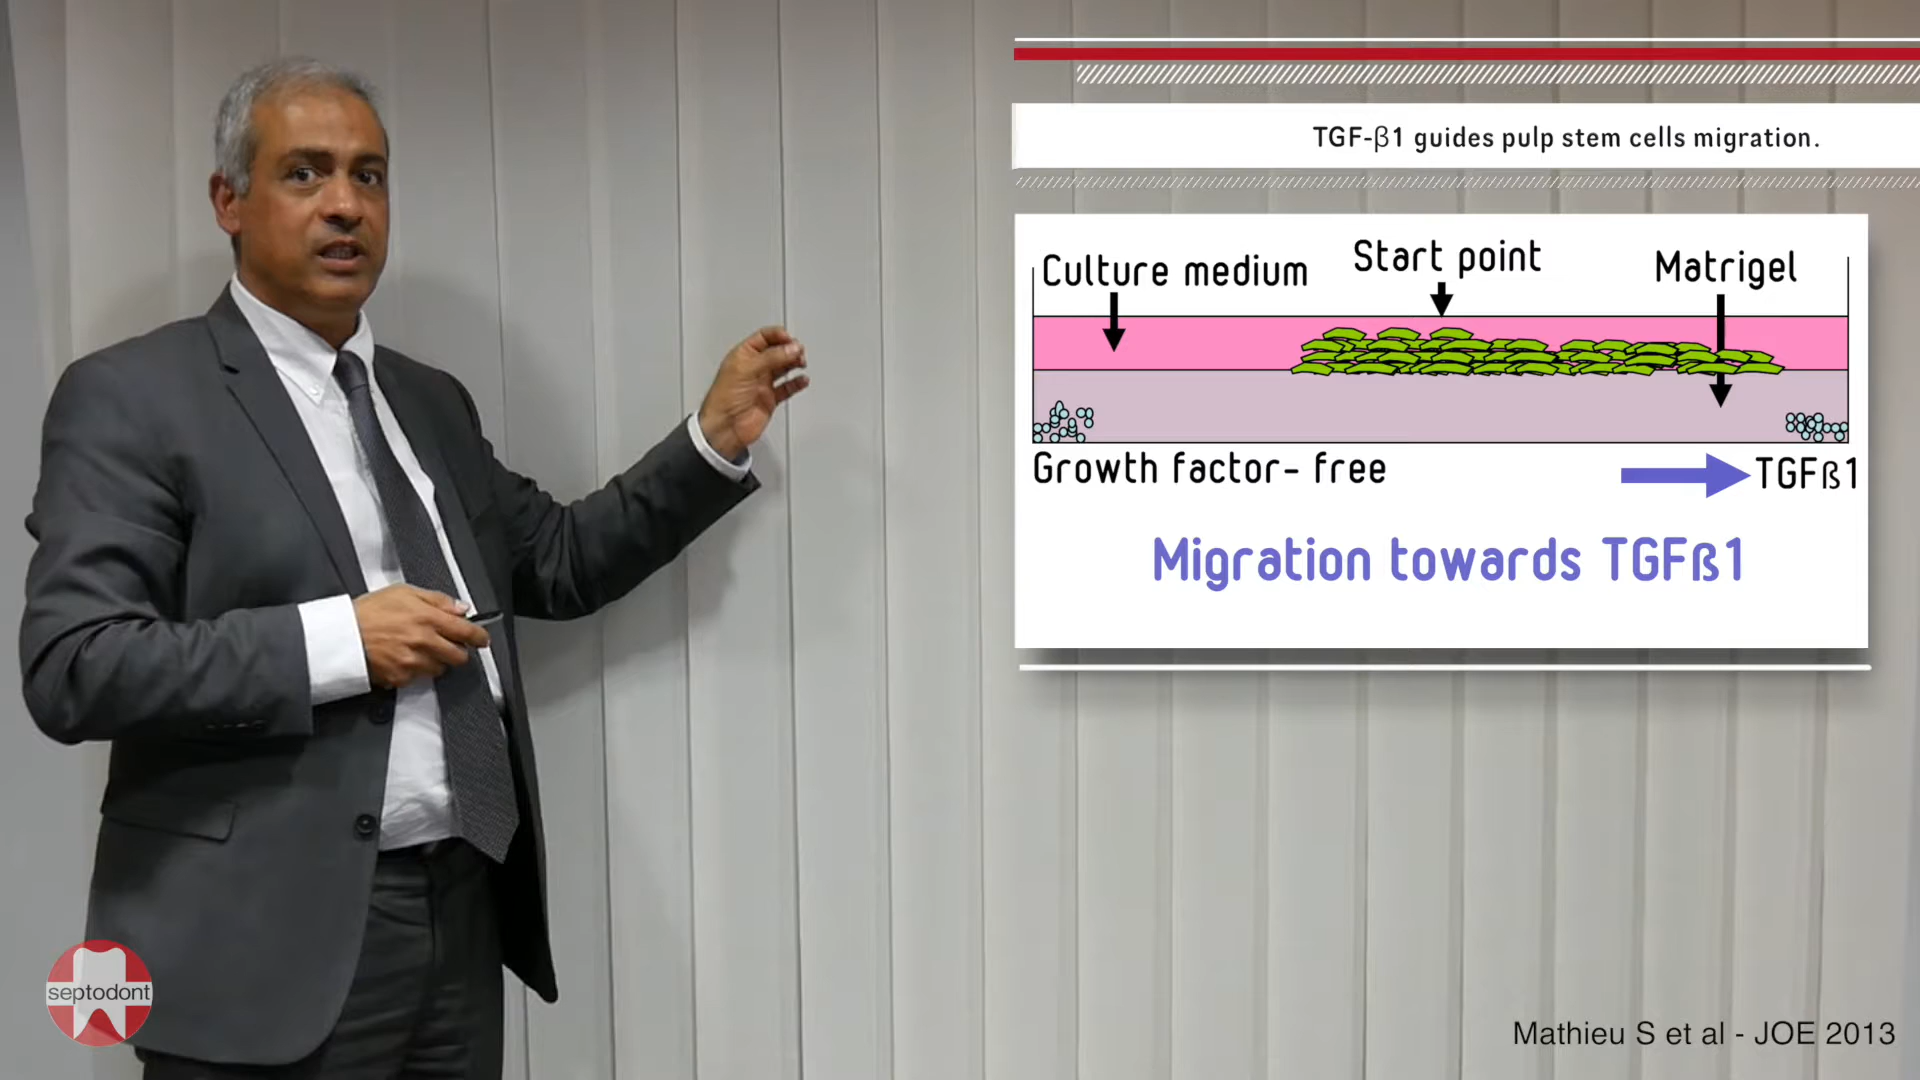 TGF-β1 guides pulp stem cells migration.
Culture medium
Start point
Matrigel
Growth factor- free
TGFß1
Migration towards TGFß1
septodont
Mathieu S et al - JOE 2013